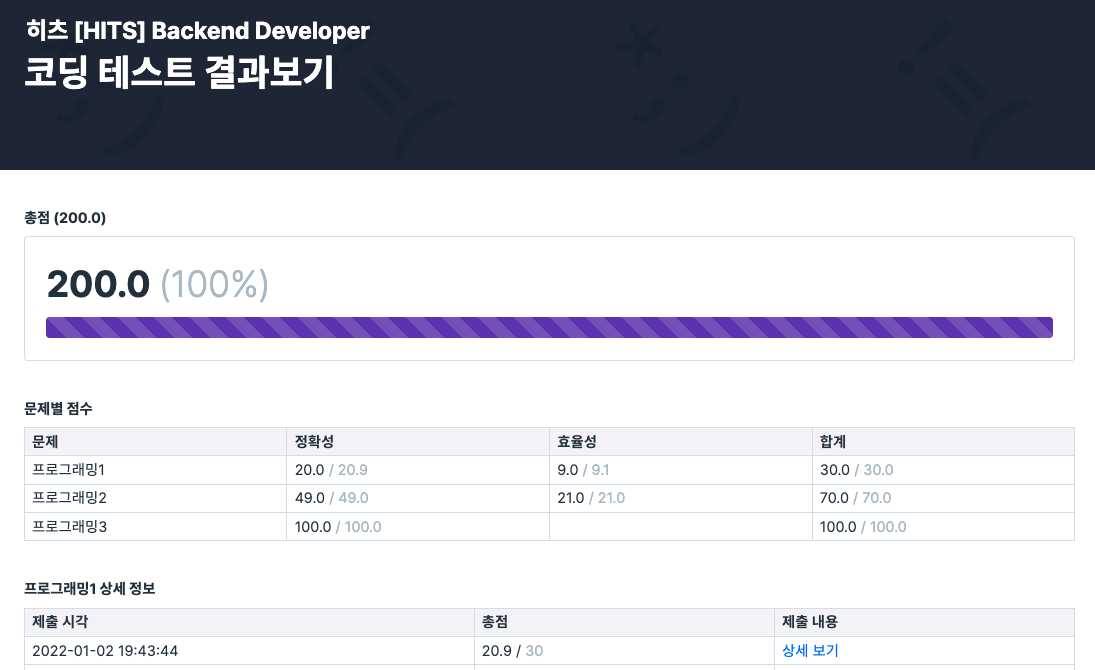 히츠 [HITS] Backend Developer
코딩 테스트 결과보기
총점 (200.0)
200.0 (100%)
문제별 점수
문제 정확성 효율성 합계
프로그래밍1 20.0 / 20.9 9.0 / 9.1 30.0 / 30.0
프로그래밍2 49.0 / 49.0 21.0 / 21.0 70.0 / 70.0
프로그래밍3 100.0 / 100.0 100.0 / 100.0
프로그래밍1 상세 정보
제출 시각 총점 제출 내용
2022-01-02 19:43:44 20.9 / 30 상세 보기